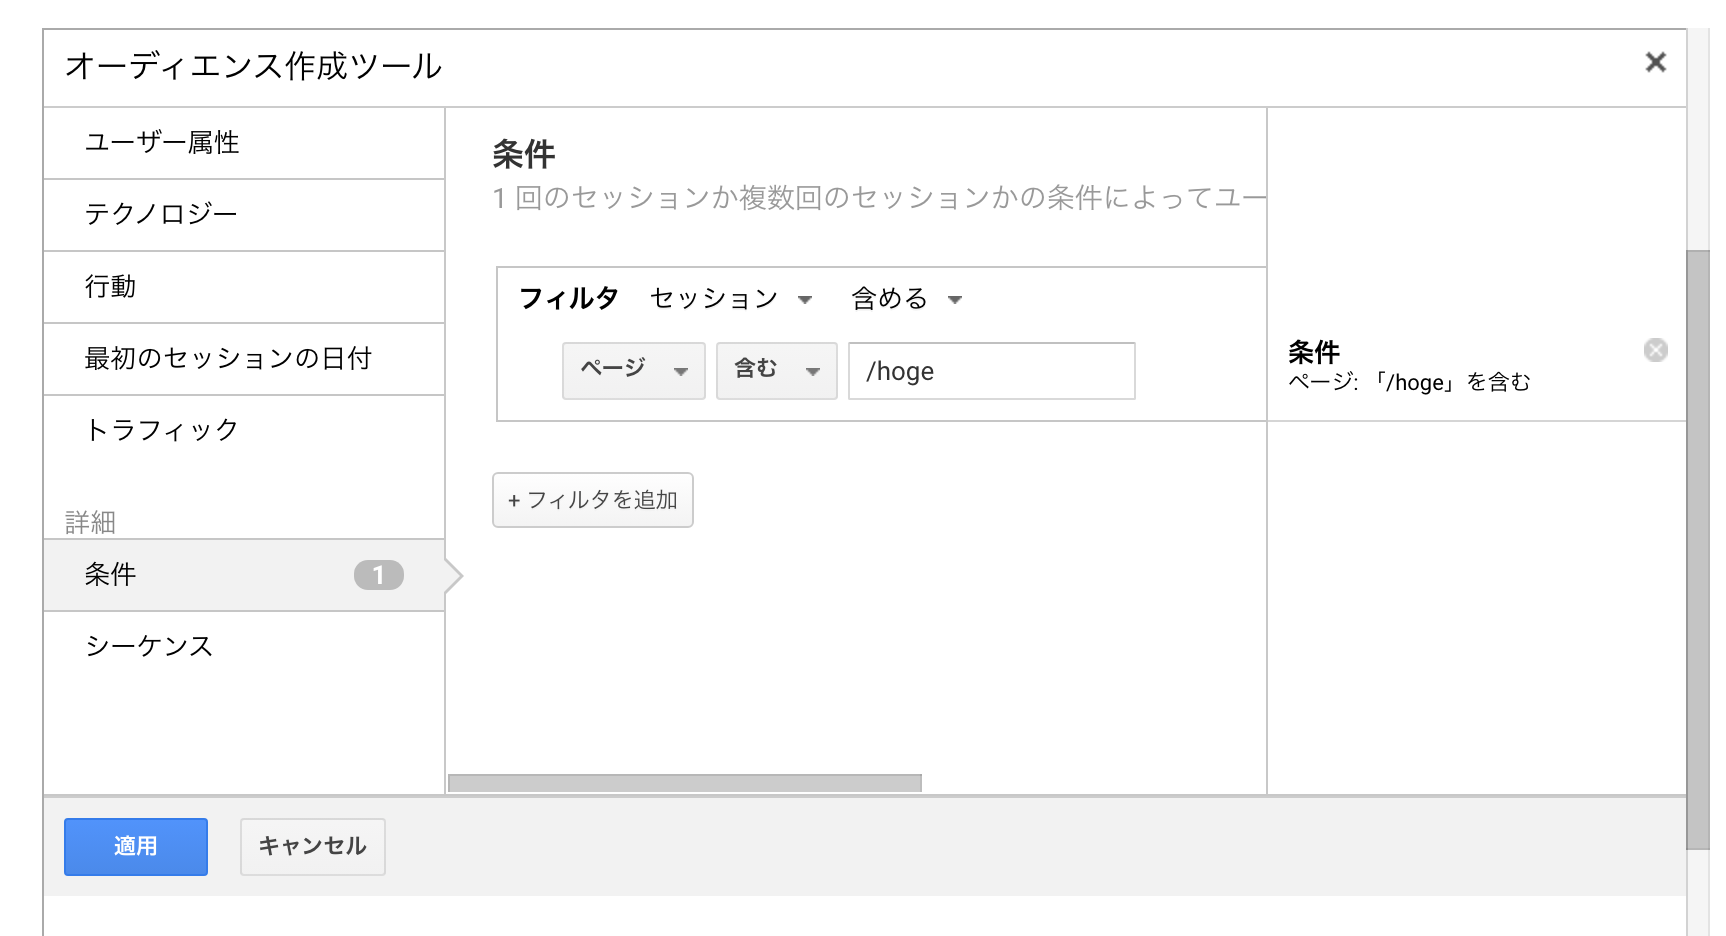 オーディエンス作成ツール
ユーザー属性
テクノロジー
行動
最初のセッションの日付
トラフィック
詳細
条件 1
シーケンス
条件
1 回のセッションか複数回のセッションかの条件によってユー
フィルタ セッション 含める
ページ 含む /hoge
+ フィルタを追加
条件
ページ: 「/hoge」を含む
適用 キャンセル